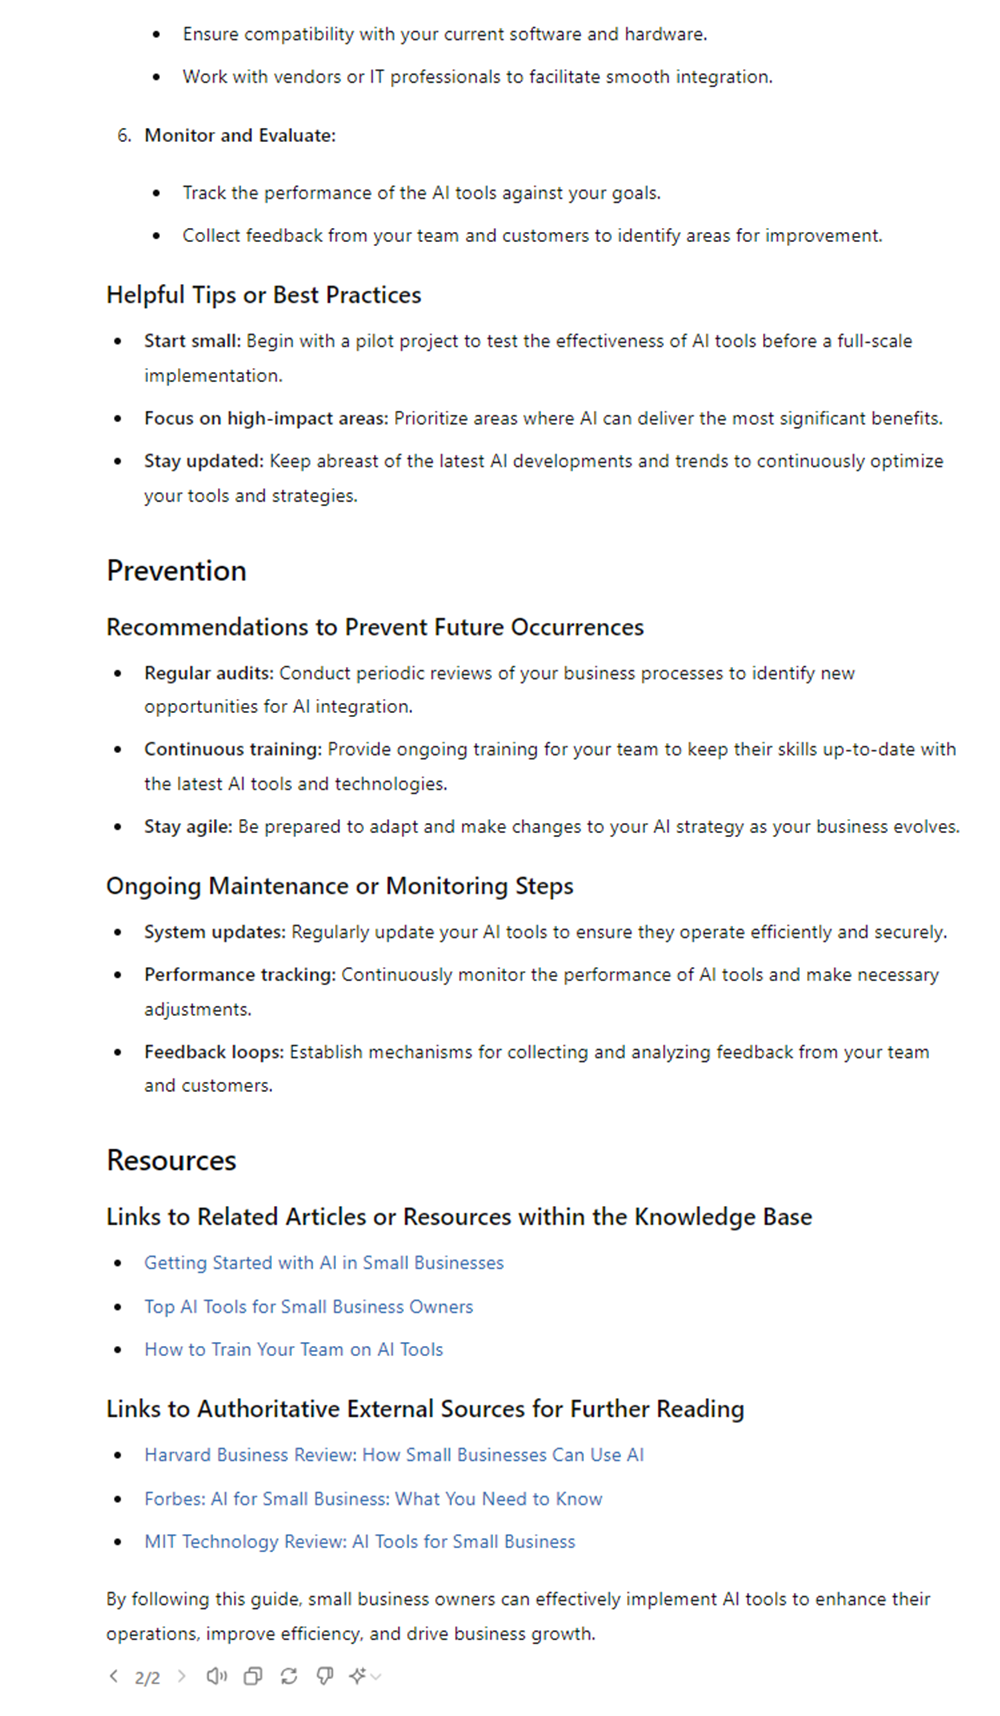 • Ensure compatibility with your current software and hardware.
• Work with vendors or IT professionals to facilitate smooth integration.
6. Monitor and Evaluate:
• Track the performance of the AI tools against your goals.
• Collect feedback from your team and customers to identify areas for improvement.
Helpful Tips or Best Practices
• Start small: Begin with a pilot project to test the effectiveness of AI tools before a full-scale
implementation.
• Focus on high-impact areas: Prioritize areas where AI can deliver the most significant benefits.
• Stay updated: Keep abreast of the latest AI developments and trends to continuously optimize
your tools and strategies.
Prevention
Recommendations to Prevent Future Occurrences
• Regular audits: Conduct periodic reviews of your business processes to identify new
opportunities for AI integration.
• Continuous training: Provide ongoing training for your team to keep their skills up-to-date with
the latest AI tools and technologies.
• Stay agile: Be prepared to adapt and make changes to your AI strategy as your business evolves.
Ongoing Maintenance or Monitoring Steps
• System updates: Regularly update your AI tools to ensure they operate efficiently and securely.
• Performance tracking: Continuously monitor the performance of AI tools and make necessary
adjustments.
• Feedback loops: Establish mechanisms for collecting and analyzing feedback from your team
and customers.
Resources
Links to Related Articles or Resources within the Knowledge Base
• Getting Started with AI in Small Businesses
• Top AI Tools for Small Business Owners
• How to Train Your Team on AI Tools
Links to Authoritative External Sources for Further Reading
• Harvard Business Review: How Small Businesses Can Use AI
• Forbes: AI for Small Business: What You Need to Know
• MIT Technology Review: AI Tools for Small Business
By following this guide, small business owners can effectively implement AI tools to enhance their
operations, improve efficiency, and drive business growth.
2/2